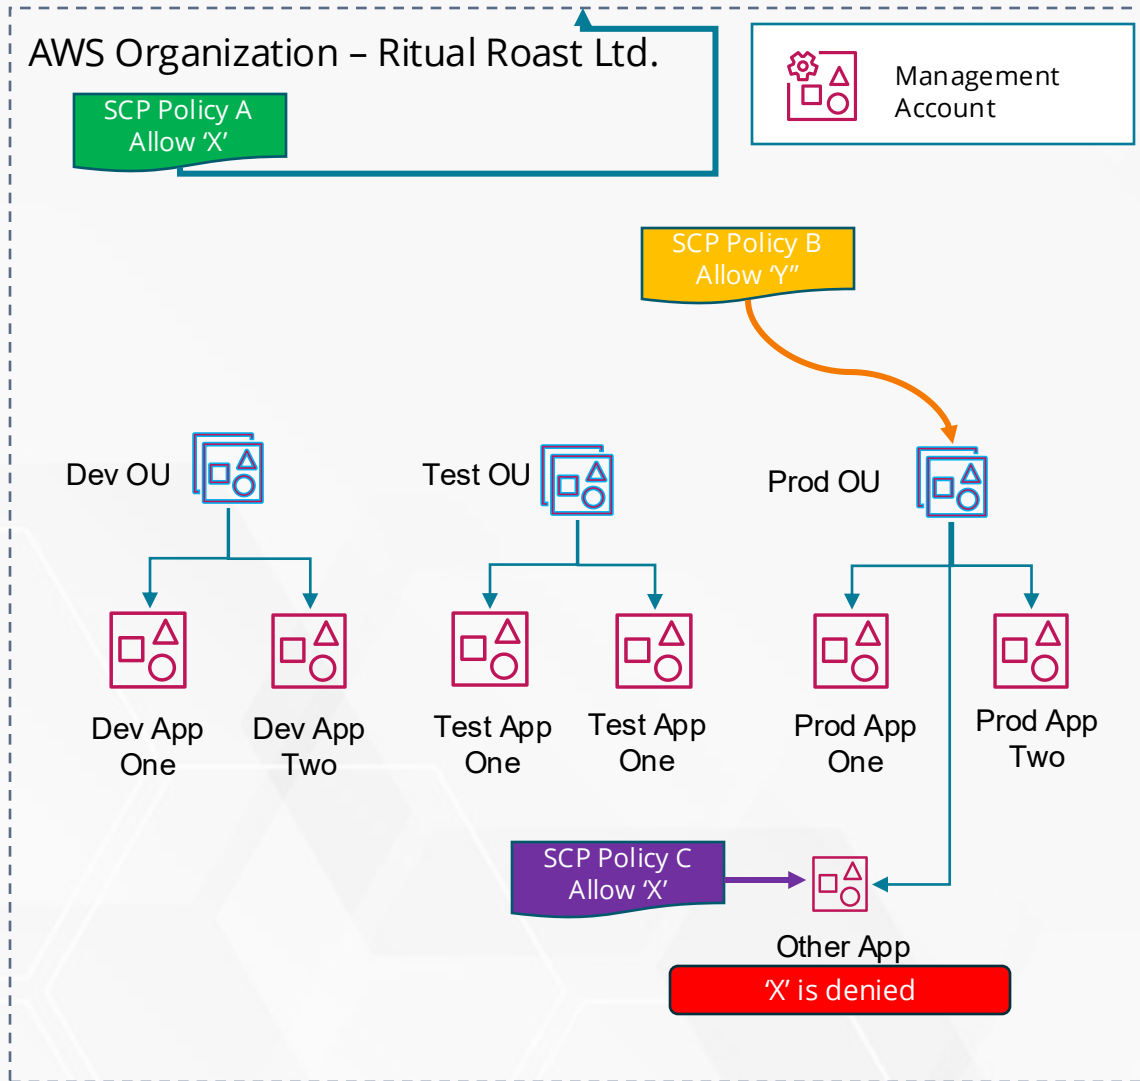 AWS Organization – Ritual Roast Ltd.
Management
Account
SCP Policy A
Allow ‘X’
SCP Policy B
Allow ‘Y”
Dev OU
Test OU
Prod OU
Dev App
One
Dev App
Two
Test App
One
Test App
One
Prod App
One
Prod App
Two
SCP Policy C
Allow ‘X’
Other App
‘X’ is denied